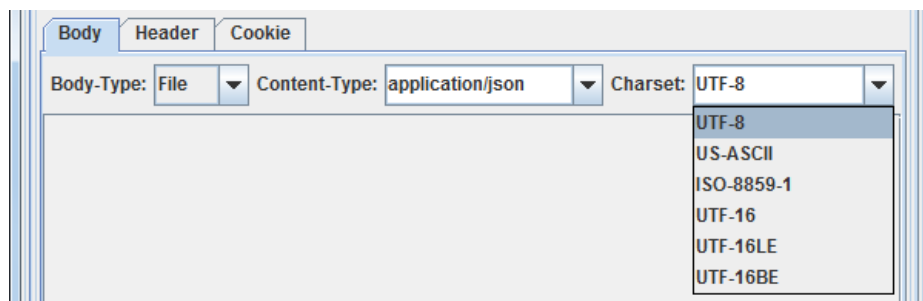 Body Header Cookie
Body-Type: File Content-Type: application/json Charset: UTF-8
UTF-8
US-ASCII
ISO-8859-1
UTF-16
UTF-16LE
UTF-16BE